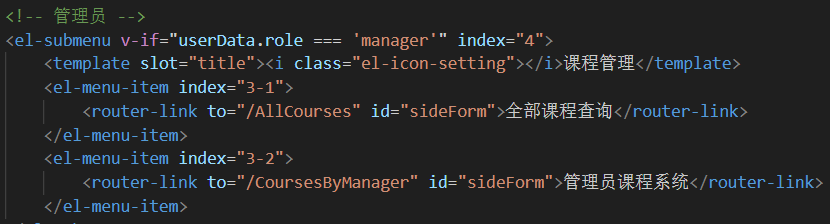 <!-- 管理员 -->
<el-submenu v-if="userData.role === 'manager'" index="4">
<template slot="title"><i class="el-icon-setting"></i>课程管理</template>
<el-menu-item index="3-1">
<router-link to="/AllCourses" id="sideForm">全部课程查询</router-link>
</el-menu-item>
<el-menu-item index="3-2">
<router-link to="/CoursesByManager" id="sideForm">管理员课程系统</router-link>
</el-menu-item>